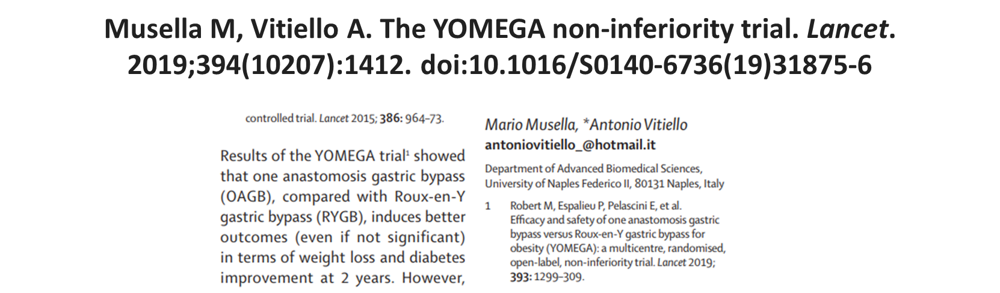 Musella M, Vitiello A. The YOMEGA non-inferiority trial. Lancet.
2019;394(10207):1412. doi:10.1016/S0140-6736(19)31875-6
controlled trial. Lancet 2015; 386: 964–73.
Results of the YOMEGA trial¹ showed
that one anastomosis gastric bypass
(OAGB), compared with Roux-en-Y
gastric bypass (RYGB), induces better
outcomes (even if not significant)
in terms of weight loss and diabetes
improvement at 2 years. However,
Mario Musella, *Antonio Vitiello
antoniovitiello_@hotmail.it
Department of Advanced Biomedical Sciences,
University of Naples Federico II, 80131 Naples, Italy
1 Robert M, Espalieu P, Pelascini E, et al.
Efficacy and safety of one anastomosis gastric
bypass versus Roux-en-Y gastric bypass for
obesity (YOMEGA): a multicentre, randomised,
open-label, non-inferiority trial. Lancet 2019;
393: 1299–309.